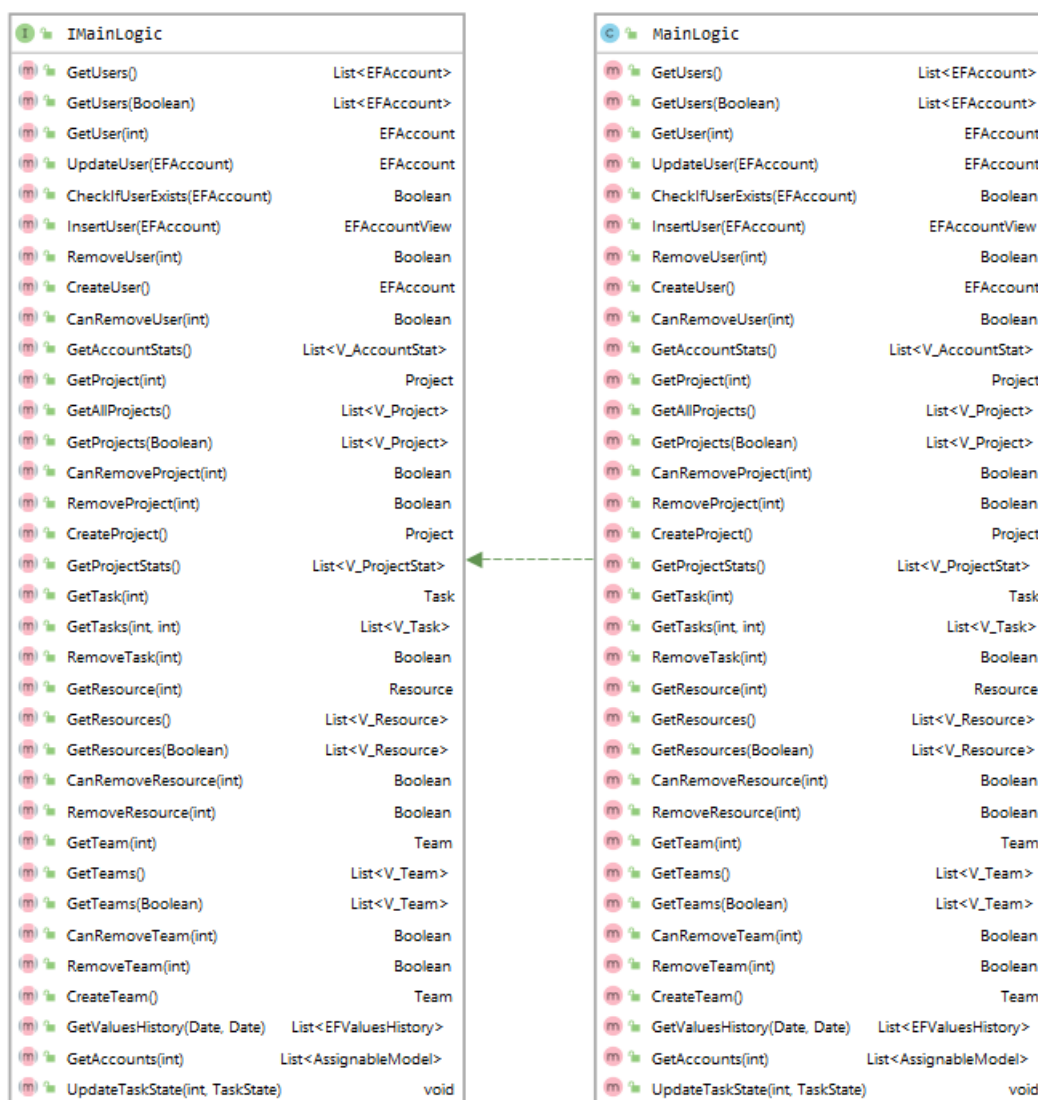 I IMainLogic
m GetUsers() List<EFAccount>
m GetUsers(Boolean) List<EFAccount>
m GetUser(int) EFAccount
m UpdateUser(EFAccount) EFAccount
m CheckIfUserExists(EFAccount) Boolean
m InsertUser(EFAccount) EFAccountView
m RemoveUser(int) Boolean
m CreateUser() EFAccount
m CanRemoveUser(int) Boolean
m GetAccountStats() List<V_AccountStat>
m GetProject(int) Project
m GetAllProjects() List<V_Project>
m GetProjects(Boolean) List<V_Project>
m CanRemoveProject(int) Boolean
m RemoveProject(int) Boolean
m CreateProject() Project
m GetProjectStats() List<V_ProjectStat>
m GetTask(int) Task
m GetTasks(int, int) List<V_Task>
m RemoveTask(int) Boolean
m GetResource(int) Resource
m GetResources() List<V_Resource>
m GetResources(Boolean) List<V_Resource>
m CanRemoveResource(int) Boolean
m RemoveResource(int) Boolean
m GetTeam(int) Team
m GetTeams() List<V_Team>
m GetTeams(Boolean) List<V_Team>
m CanRemoveTeam(int) Boolean
m RemoveTeam(int) Boolean
m CreateTeam() Team
m GetValuesHistory(Date, Date) List<EFValuesHistory>
m GetAccounts(int) List<AssignableModel>
m UpdateTaskState(int, TaskState) void
C MainLogic
m GetUsers() List<EFAccount>
m GetUsers(Boolean) List<EFAccount>
m GetUser(int) EFAccount
m UpdateUser(EFAccount) EFAccount
m CheckIfUserExists(EFAccount) Boolean
m InsertUser(EFAccount) EFAccountView
m RemoveUser(int) Boolean
m CreateUser() EFAccount
m CanRemoveUser(int) Boolean
m GetAccountStats() List<V_AccountStat>
m GetProject(int) Project
m GetAllProjects() List<V_Project>
m GetProjects(Boolean) List<V_Project>
m CanRemoveProject(int) Boolean
m RemoveProject(int) Boolean
m CreateProject() Project
m GetProjectStats() List<V_ProjectStat>
m GetTask(int) Task
m GetTasks(int, int) List<V_Task>
m RemoveTask(int) Boolean
m GetResource(int) Resource
m GetResources() List<V_Resource>
m GetResources(Boolean) List<V_Resource>
m CanRemoveResource(int) Boolean
m RemoveResource(int) Boolean
m GetTeam(int) Team
m GetTeams() List<V_Team>
m GetTeams(Boolean) List<V_Team>
m CanRemoveTeam(int) Boolean
m RemoveTeam(int) Boolean
m CreateTeam() Team
m GetValuesHistory(Date, Date) List<EFValuesHistory>
m GetAccounts(int) List<AssignableModel>
m UpdateTaskState(int, TaskState) void